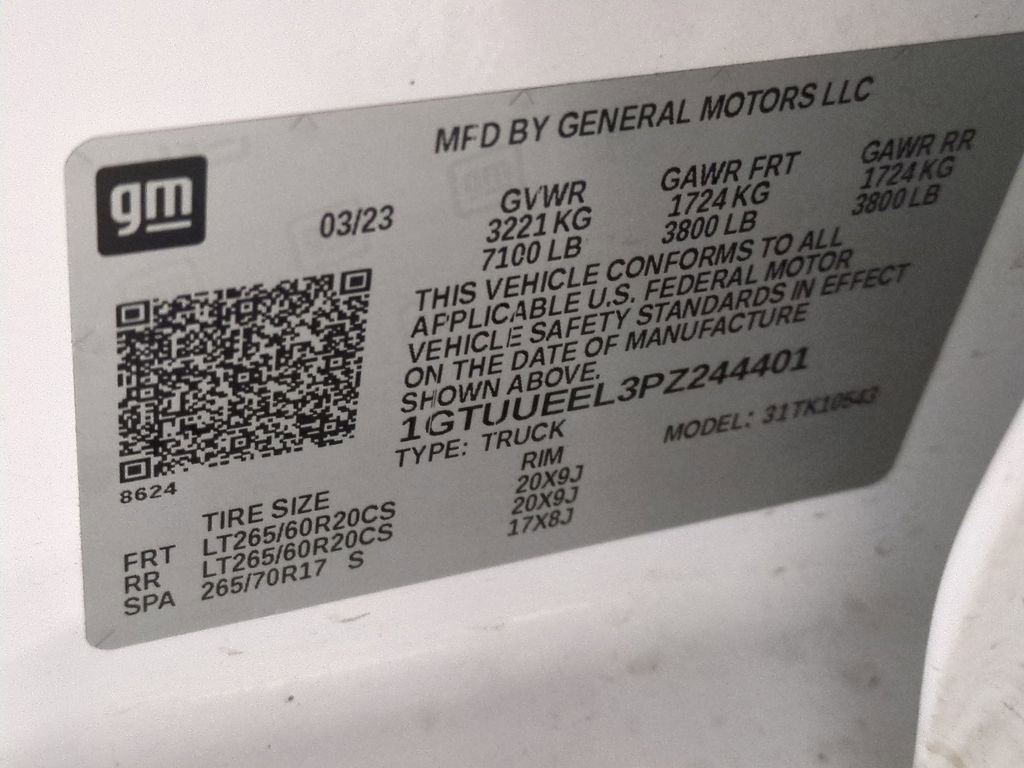 MFD BY GENERAL MOTORS LLC
gm
03/23
GVWR GAWR FRT GAWR RR
3221 KG 1724 KG 1724 KG
7100 LB 3800 LB 3800 LB
THIS VEHICLE CONFORMS TO ALL
APPLICABLE U.S. FEDERAL MOTOR
VEHICLE SAFETY STANDARDS IN EFFECT
ON THE DATE OF MANUFACTURE
SHOWN ABOVE.
1GTUUEEL3PZ244401
TYPE: TRUCK MODEL: 31TK10543
8624
TIRE SIZE RIM
FRT LT265/60R20CS 20X9J
RR LT265/60R20CS 20X9J
SPA 265/70R17 S 17X8J